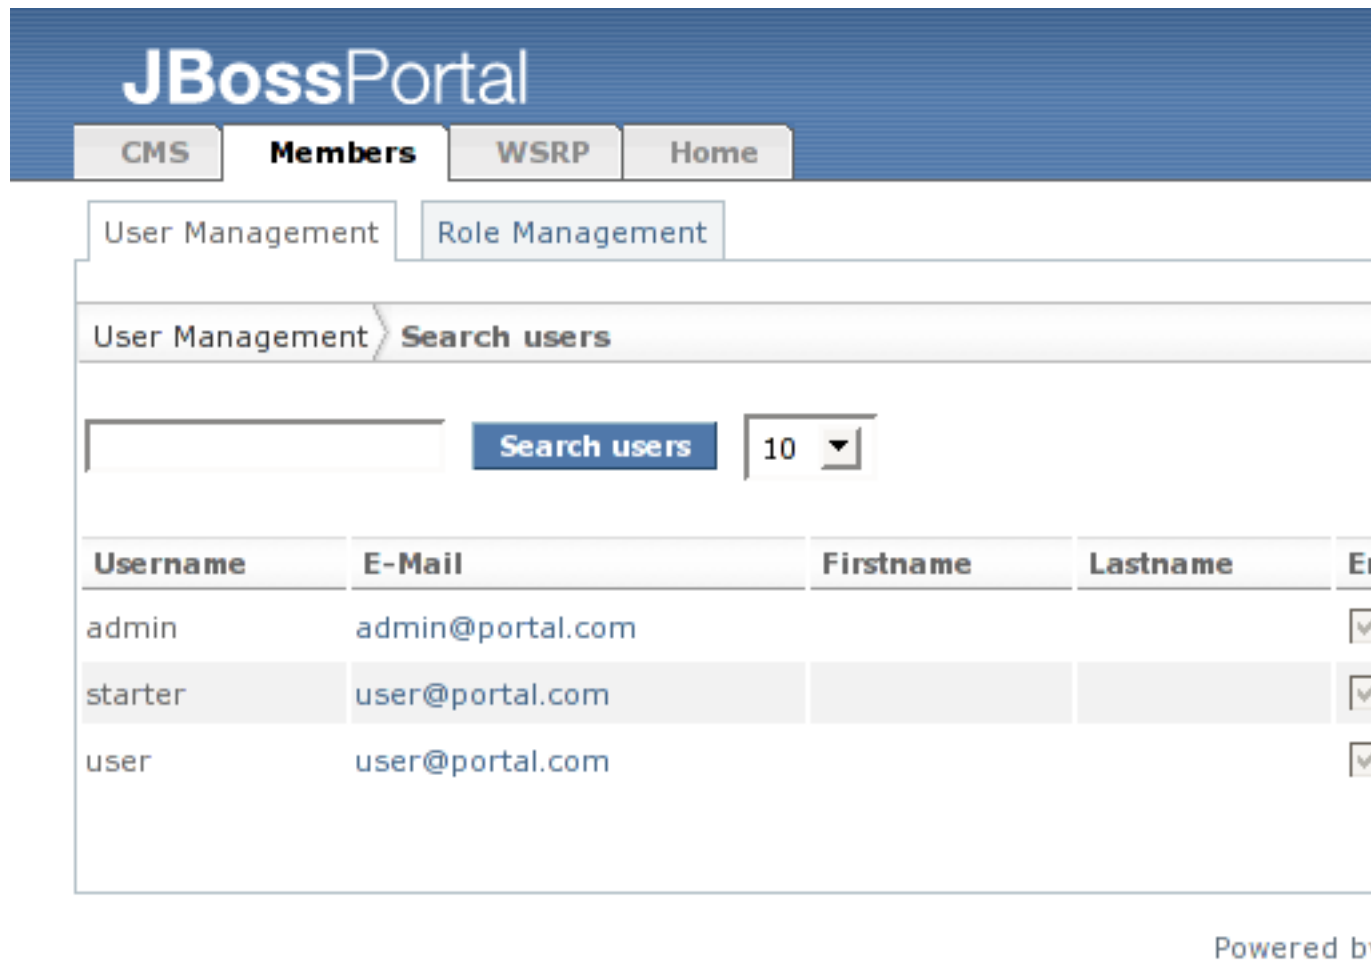 JBossPortal
CMS Members WSRP Home
User Management Role Management
User Management Search users
Search users 10
Username E-Mail Firstname Lastname
admin admin@portal.com
starter user@portal.com
user user@portal.com
Powered